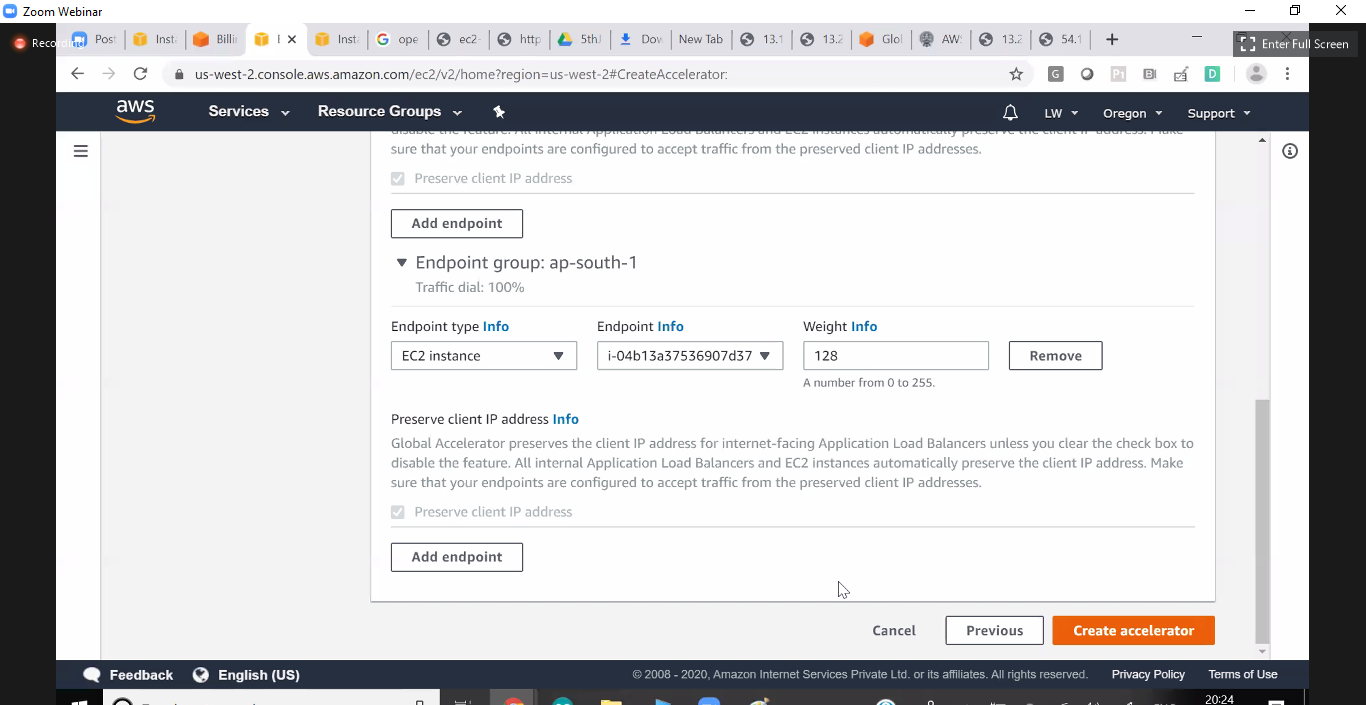 Zoom Webinar
Recording
Post
Inst
Billi
Inst
ope
ec2-
http
5th.
Dow
New Tab
13.1
13.2
Glo
AWS
13.2
54.1
Enter Full Screen
us-west-2.console.aws.amazon.com/ec2/v2/home?region=us-west-2#CreateAccelerator:
aws
Services
Resource Groups
LW
Oregon
Support
disable the feature. All internal Application Load Balancers and EC2 instances automatically preserve the client IP address. Make
sure that your endpoints are configured to accept traffic from the preserved client IP addresses.
Preserve client IP address
Add endpoint
Endpoint group: ap-south-1
Traffic dial: 100%
Endpoint type Info
Endpoint Info
Weight Info
EC2 instance
i-04b13a37536907d37
128
Remove
A number from 0 to 255.
Preserve client IP address Info
Global Accelerator preserves the client IP address for internet-facing Application Load Balancers unless you clear the check box to
disable the feature. All internal Application Load Balancers and EC2 instances automatically preserve the client IP address. Make
sure that your endpoints are configured to accept traffic from the preserved client IP addresses.
Preserve client IP address
Add endpoint
Cancel
Previous
Create accelerator
Feedback
English (US)
© 2008 - 2020, Amazon Internet Services Private Ltd. or its affiliates. All rights reserved.
Privacy Policy
Terms of Use
20:24